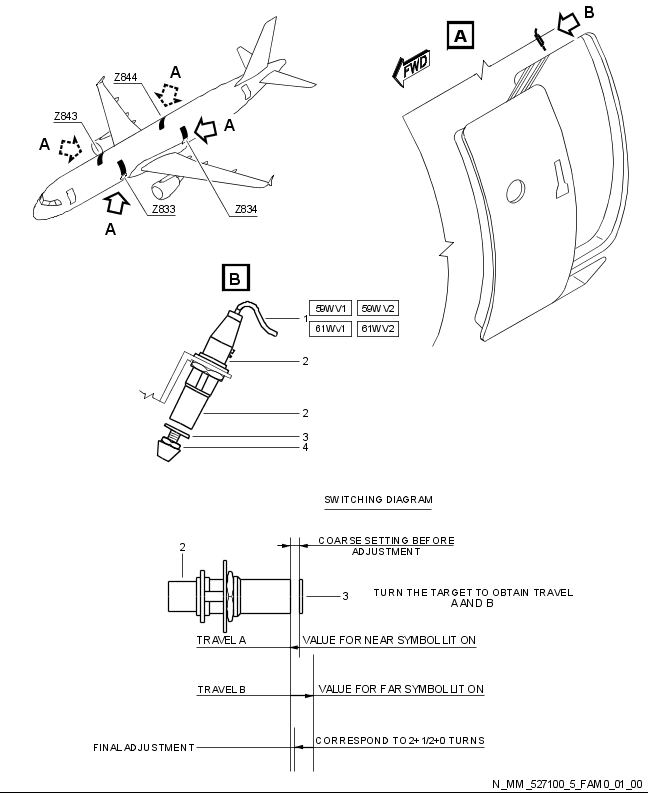 B
A
FWD
A
Z844
Z843
A
A
A
Z833
Z834
B
1
59WV1
59WV2
61WV1
61WV2
2
2
3
4
SWITCHING DIAGRAM
COARSE SETTING BEFORE
ADJUSTMENT
2
3
TURN THE TARGET TO OBTAIN TRAVEL
A AND B
TRAVEL A
VALUE FOR NEAR SYMBOL LIT ON
TRAVEL B
VALUE FOR FAR SYMBOL LIT ON
FINAL ADJUSTMENT
CORRESPOND TO 2+1/2+0 TURNS
N_MM_527100_5_FAM0_01_00